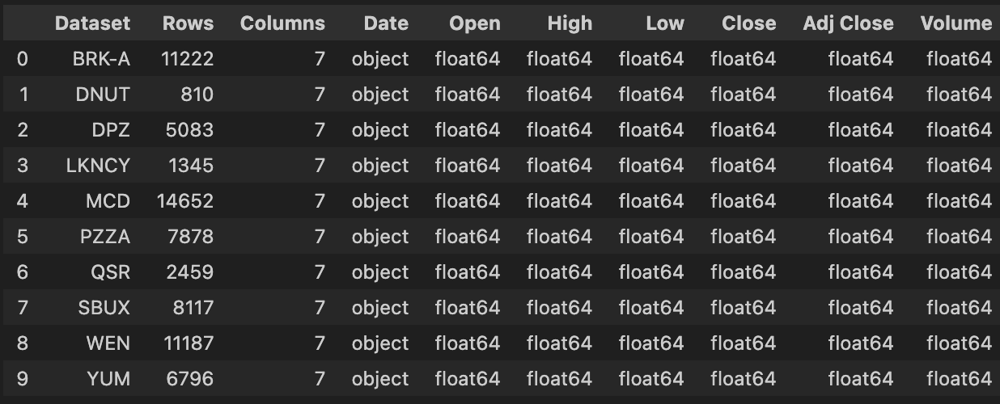 Dataset Rows Columns Date Open High Low Close Adj Close Volume
0 BRK-A 11222 7 object float64 float64 float64 float64 float64 float64
1 DNUT 810 7 object float64 float64 float64 float64 float64 float64
2 DPZ 5083 7 object float64 float64 float64 float64 float64 float64
3 LKNCY 1345 7 object float64 float64 float64 float64 float64 float64
4 MCD 14652 7 object float64 float64 float64 float64 float64 float64
5 PZZA 7878 7 object float64 float64 float64 float64 float64 float64
6 QSR 2459 7 object float64 float64 float64 float64 float64 float64
7 SBUX 8117 7 object float64 float64 float64 float64 float64 float64
8 WEN 11187 7 object float64 float64 float64 float64 float64 float64
9 YUM 6796 7 object float64 float64 float64 float64 float64 float64